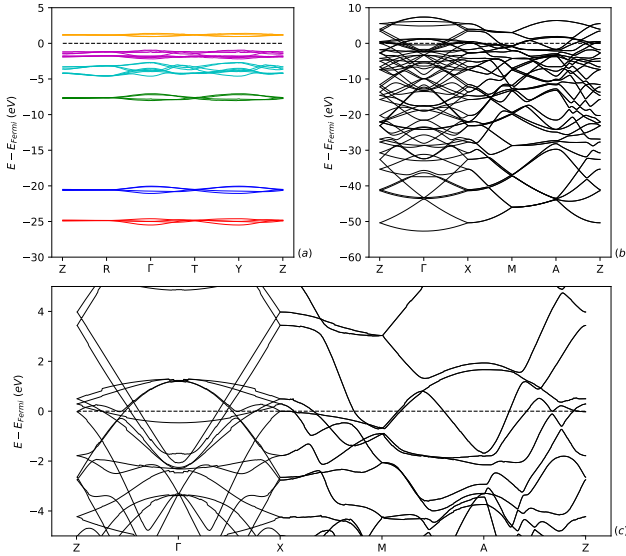 5
0
−5
−10
−15
−20
−25
−30
E − E_Fermi (eV)
Z R Γ T Y Z
(a)
10
0
−10
−20
−30
−40
−50
−60
E − E_Fermi (eV)
Z Γ X M A Z
(b
4
2
0
−2
−4
E − E_Fermi (eV)
Z Γ X M A Z
(c)